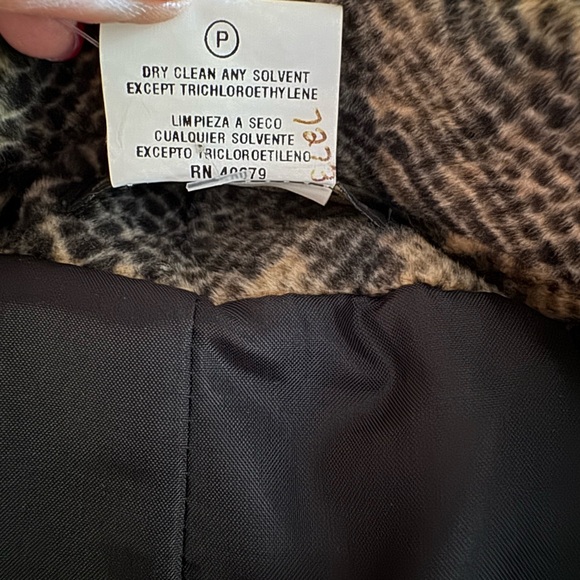 P
DRY CLEAN ANY SOLVENT
EXCEPT TRICHLOROETHYLENE
LIMPIEZA A SECO
CUALQUIER SOLVENTE
EXCEPTO TRICLOROETILENO
RN